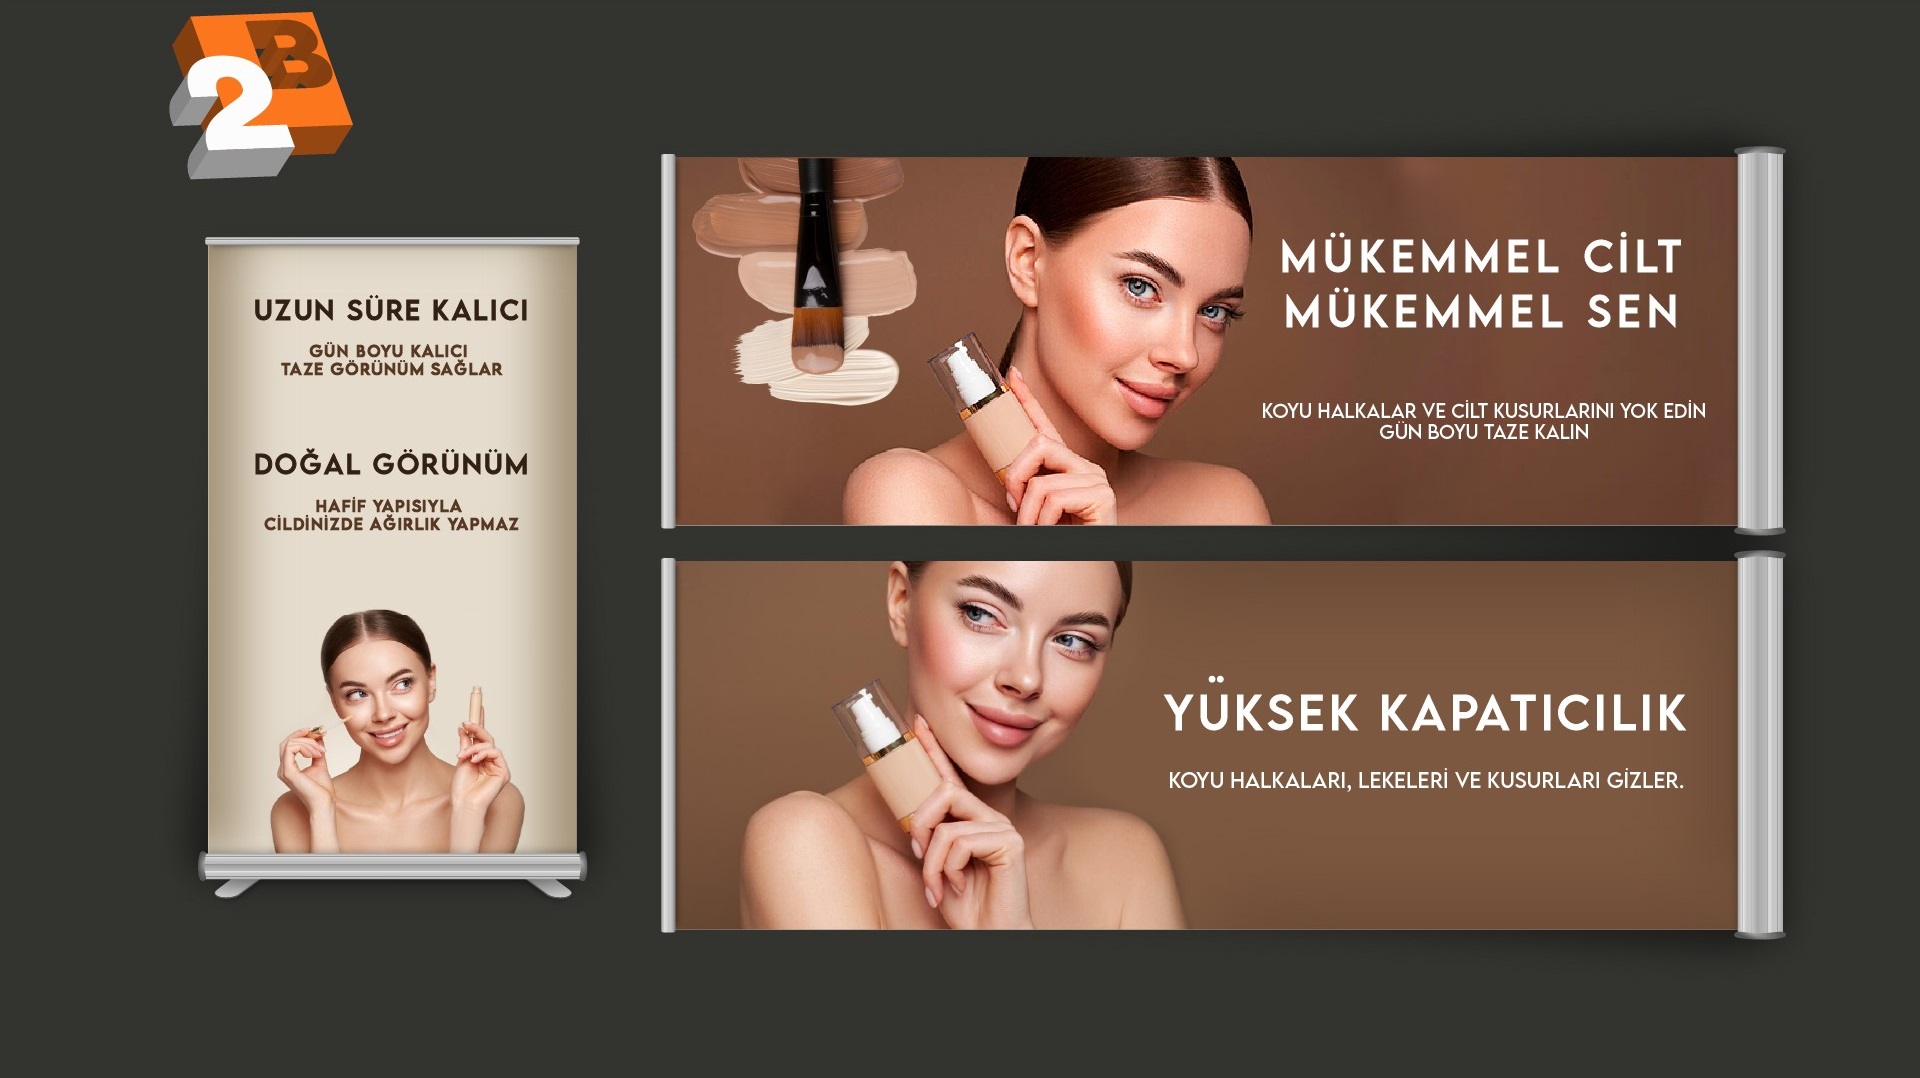 2B
UZUN SÜRE KALICI
GÜN BOYU KALICI
TAZE GÖRÜNÜM SAĞLAR
DOĞAL GÖRÜNÜM
HAFİF YAPISIYLA
CİLDİNİZDE AĞIRLIK YAPMAZ
MÜKEMMEL CİLT
MÜKEMMEL SEN
KOYU HALKALAR VE CİLT KUSURLARINI YOK EDİN
GÜN BOYU TAZE KALIN
YÜKSEK KAPATICILIK
KOYU HALKALARI, LEKELERİ VE KUSURLARI GİZLER.